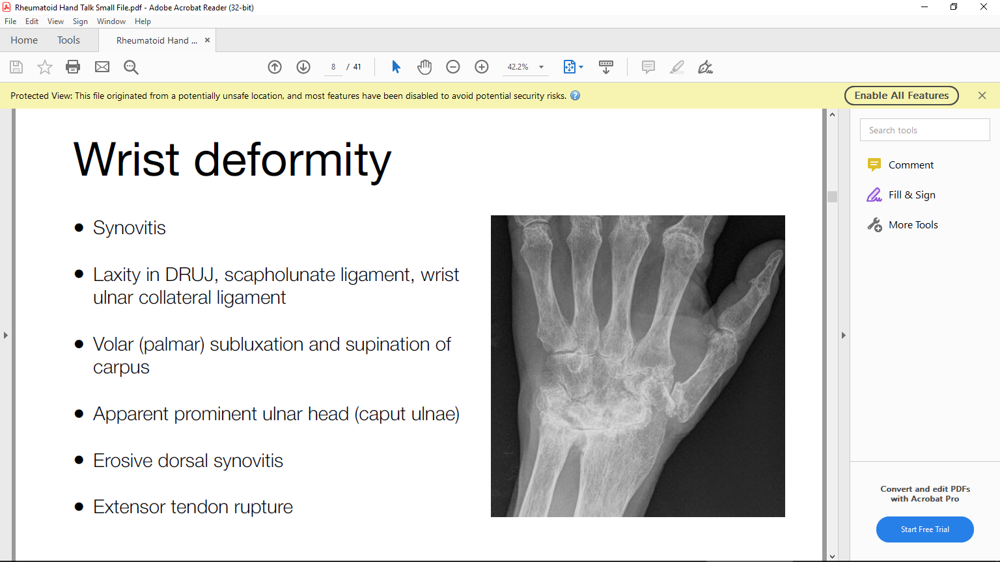 Rheumatoid Hand Talk Small File.pdf - Adobe Acrobat Reader (32-bit)
File Edit View Sign Window Help
Home Tools Rheumatoid Hand ...
8 / 41 42.2%
Protected View: This file originated from a potentially unsafe location, and most features have been disabled to avoid potential security risks. Enable All Features
Wrist deformity
• Synovitis
• Laxity in DRUJ, scapholunate ligament, wrist
ulnar collateral ligament
• Volar (palmar) subluxation and supination of
carpus
• Apparent prominent ulnar head (caput ulnae)
• Erosive dorsal synovitis
• Extensor tendon rupture
Search tools
Comment
Fill & Sign
More Tools
Convert and edit PDFs
with Acrobat Pro
Start Free Trial